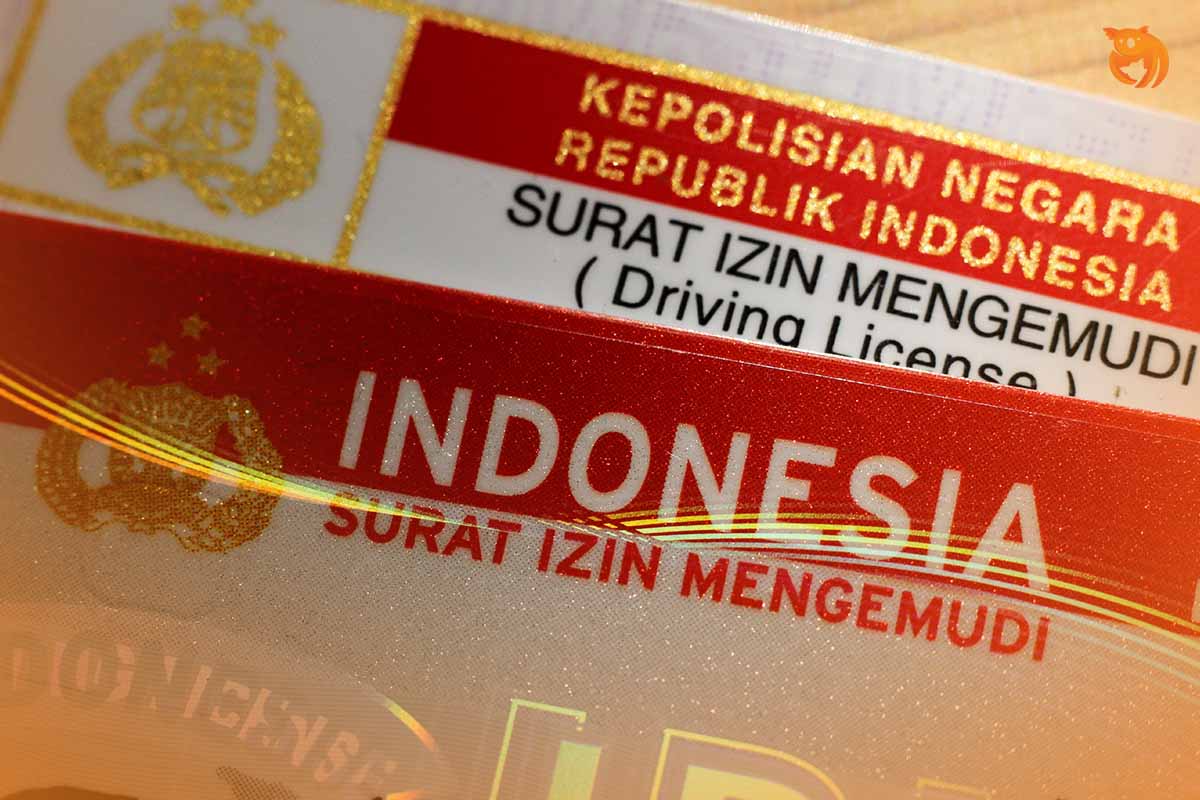 KEPOLISIAN NEGARA
REPUBLIK INDONESIA
SURAT IZIN MENGEMUDI
( Driving License )
INDONESIA
SURAT IZIN MENGEMUDI